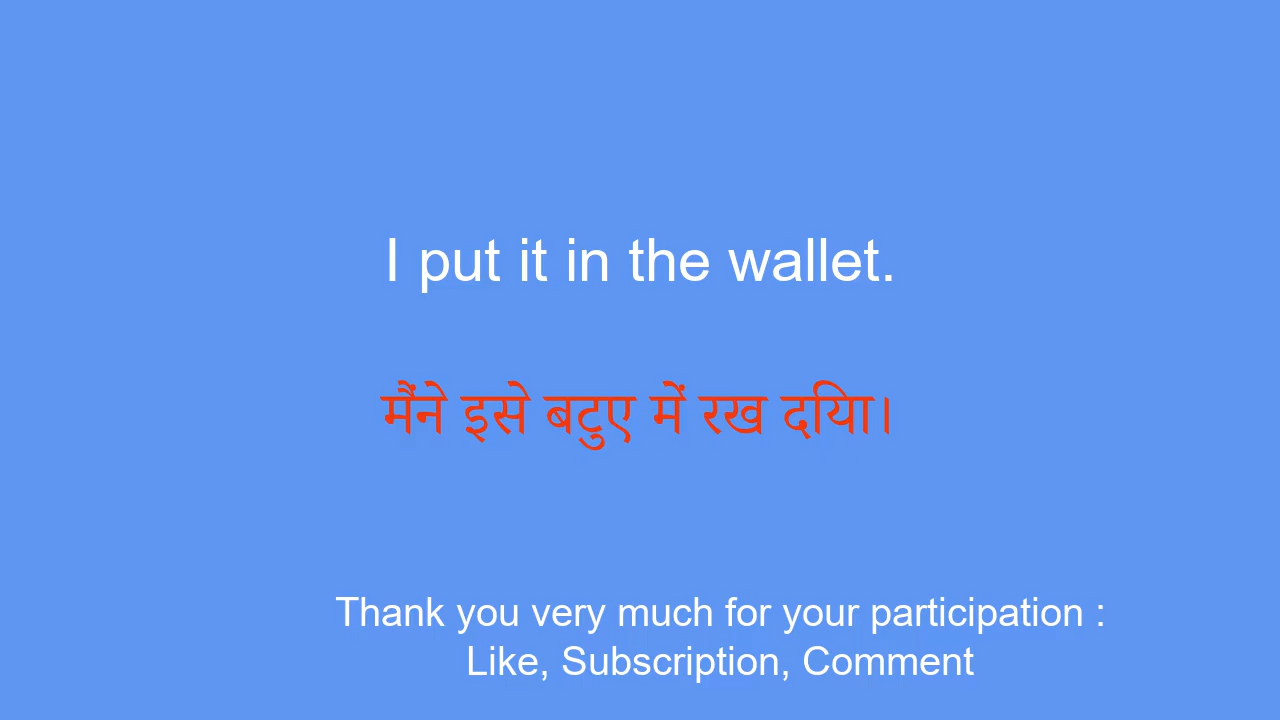 I put it in the wallet.
मैंने इसे बटुए में रख दिया।
Thank you very much for your participation :
Like, Subscription, Comment